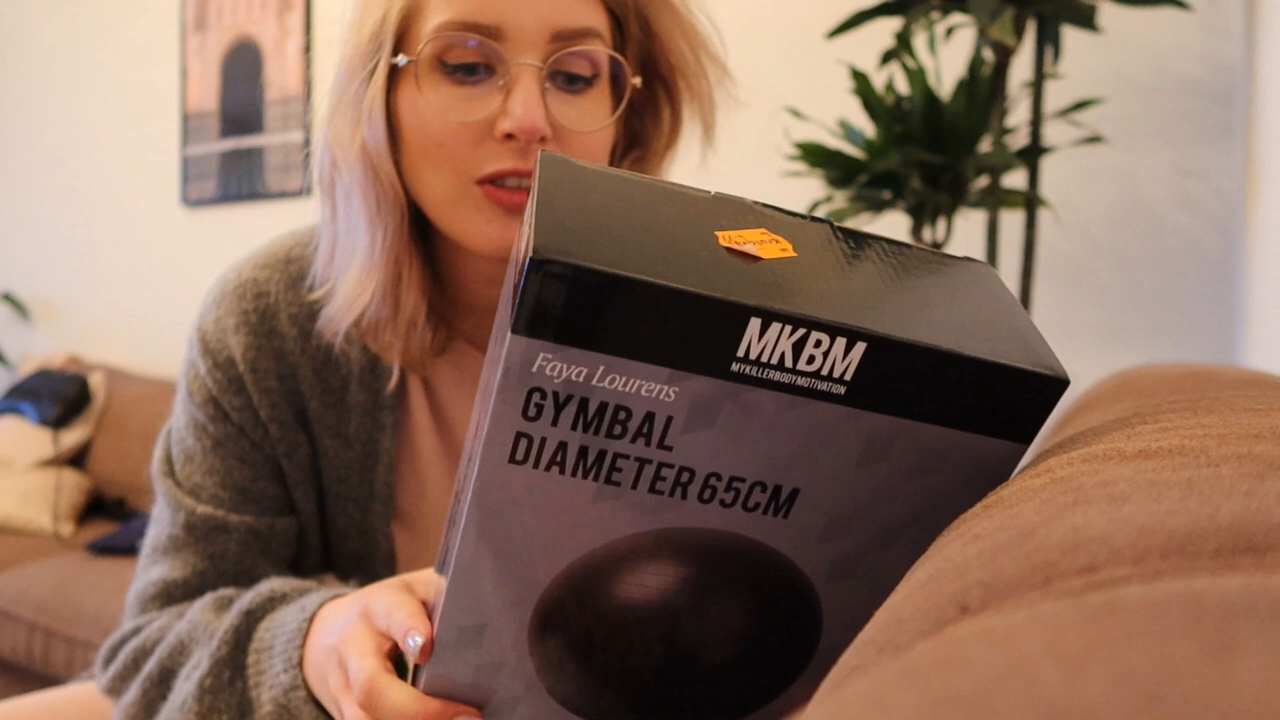 MKBM
MYKILLERBODYMOTIVATION
Faya Lourens
GYMBAL
DIAMETER 65CM